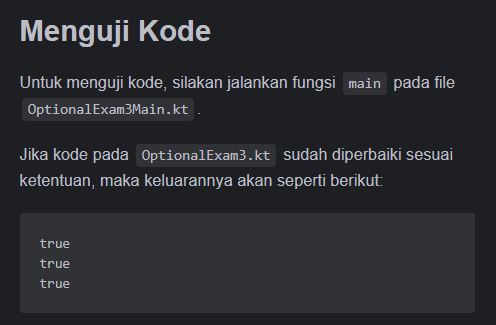 Menguji Kode
Untuk menguji kode, silakan jalankan fungsi main pada file
OptionalExam3Main.kt.
Jika kode pada OptionalExam3.kt sudah diperbaiki sesuai
ketentuan, maka keluarannya akan seperti berikut:
true
true
true